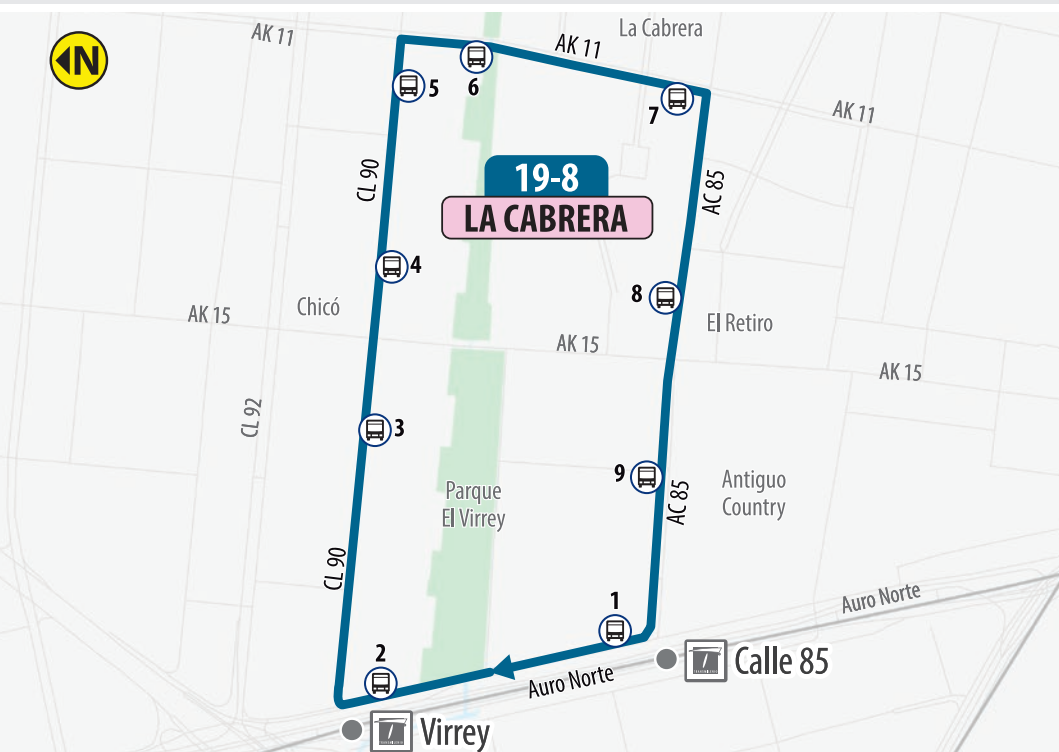 N
AK 11
La Cabrera
AK 11
6
5
7
AK 11
CL 90
19-8
LA CABRERA
AC 85
4
8
Chicó
AK 15
El Retiro
AK 15
AK 15
CL 92
3
9
Parque
El Virrey
Antiguo
Country
AC 85
CL 90
1
Auro Norte
2
Auro Norte
Calle 85
Virrey